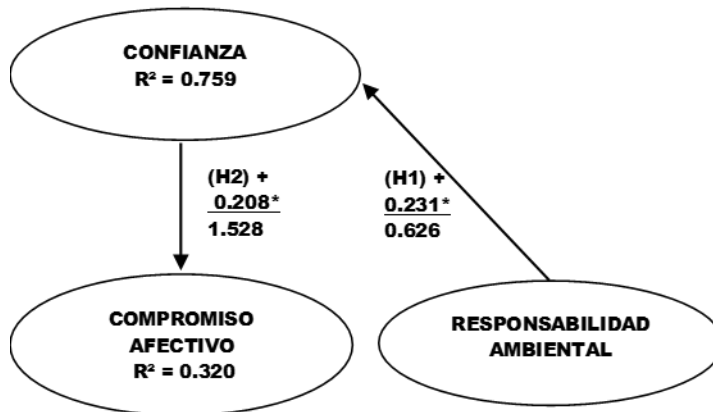 CONFIANZA
R² = 0.759
(H2) +
0.208*
1.528
(H1) +
0.231*
0.626
COMPROMISO
AFECTIVO
R² = 0.320
RESPONSABILIDAD
AMBIENTAL